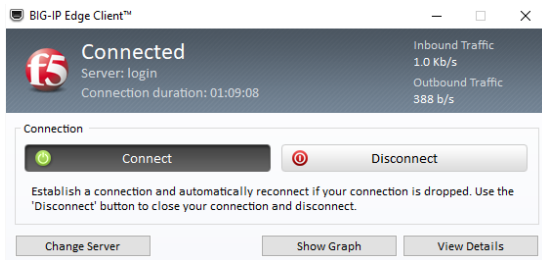 BIG-IP Edge Client™
Connected
Server: login
Connection duration: 01:09:08
Inbound Traffic
1.0 Kb/s
Outbound Traffic
388 b/s
f5
Connection
Connect
Disconnect
Establish a connection and automatically reconnect if your connection is dropped. Use the
'Disconnect' button to close your connection and disconnect.
Change Server
Show Graph
View Details